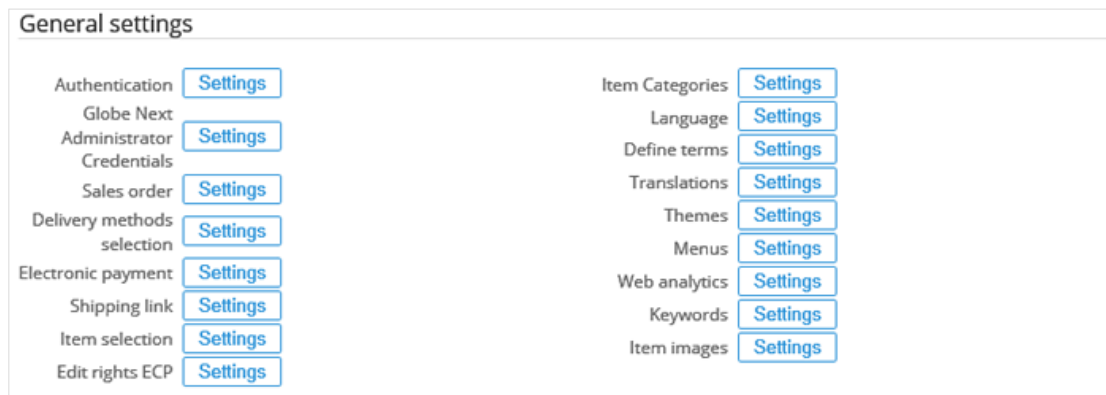 General settings
Authentication Settings
Globe Next
Administrator Settings
Credentials
Sales order Settings
Delivery methods
selection Settings
Electronic payment Settings
Shipping link Settings
Item selection Settings
Edit rights ECP Settings
Item Categories Settings
Language Settings
Define terms Settings
Translations Settings
Themes Settings
Menus Settings
Web analytics Settings
Keywords Settings
Item images Settings